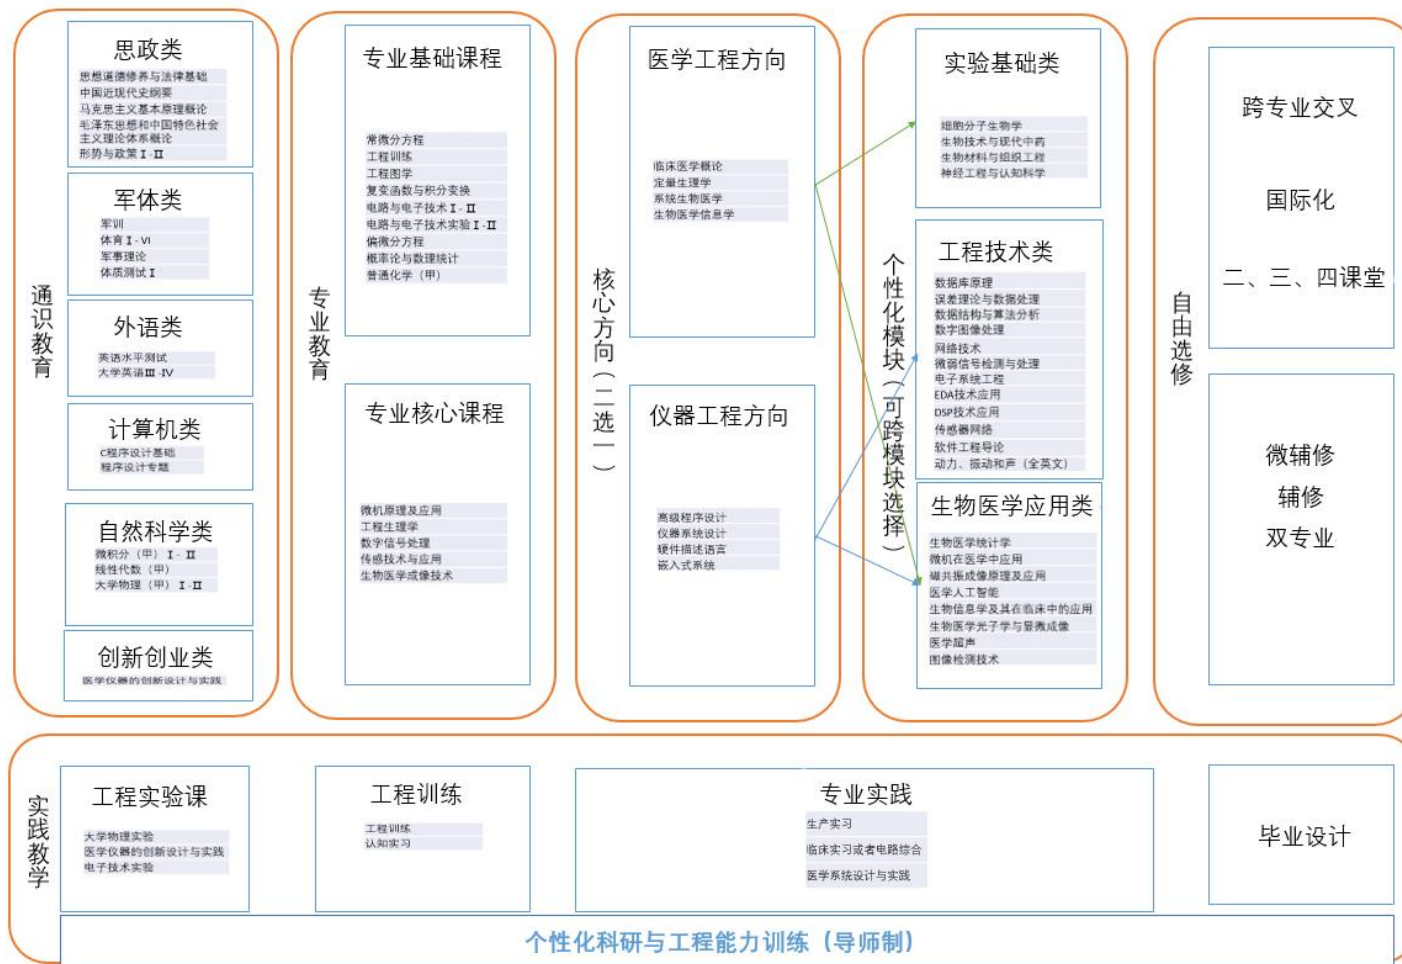 通识教育
思政类
思想道德修养与法律基础
中国近现代史纲要
马克思主义基本原理概论
毛泽东思想和中国特色社会
主义理论体系概论
形势与政策 I - II
军体类
军训
体育 I - VI
军事理论
体质测试 I
外语类
英语水平测试
大学英语III -IV
计算机类
C程序设计基础
程序设计专题
自然科学类
微积分（甲） I - II
线性代数（甲）
大学物理（甲） I -II
创新创业类
医学仪器的创新设计与实践
专业教育
专业基础课程
常微分方程
工程训练
工程图学
复变函数与积分变换
电路与电子技术 I - II
电路与电子技术实验 I -II
偏微分方程
概率论与数理统计
普通化学（甲）
专业核心课程
微机原理及应用
工程生理学
数字信号处理
传感技术与应用
生物医学成像技术
核心方向（二选一）
医学工程方向
临床医学概论
定量生理学
系统生物医学
生物医学信息学
仪器工程方向
高级程序设计
仪器系统设计
硬件描述语言
嵌入式系统
个性化模块（可跨模块选择）
实验基础类
细胞分子生物学
生物技术与现代中药
生物材料与组织工程
神经工程与认知科学
工程技术类
数据库原理
误差理论与数据处理
数据结构与算法分析
数字图像处理
网络技术
微弱信号检测与处理
电子系统工程
EDA技术应用
DSP技术应用
传感器网络
软件工程导论
动力、振动和声（全英文）
生物医学应用类
生物医学统计学
微机在医学中应用
磁共振成像原理及应用
医学人工智能
生物信息学及其在临床中的应用
生物医学光子学与显微成像
医学超声
图像检测技术
自由选修
跨专业交叉
国际化
二、三、四课堂
微辅修
辅修
双专业
实践教学
工程实验课
大学物理实验
医学仪器的创新设计与实践
电子技术实验
工程训练
工程训练
认知实习
专业实践
生产实习
临床实习或者电路综合
医学系统设计与实践
毕业设计
个性化科研与工程能力训练（导师制）